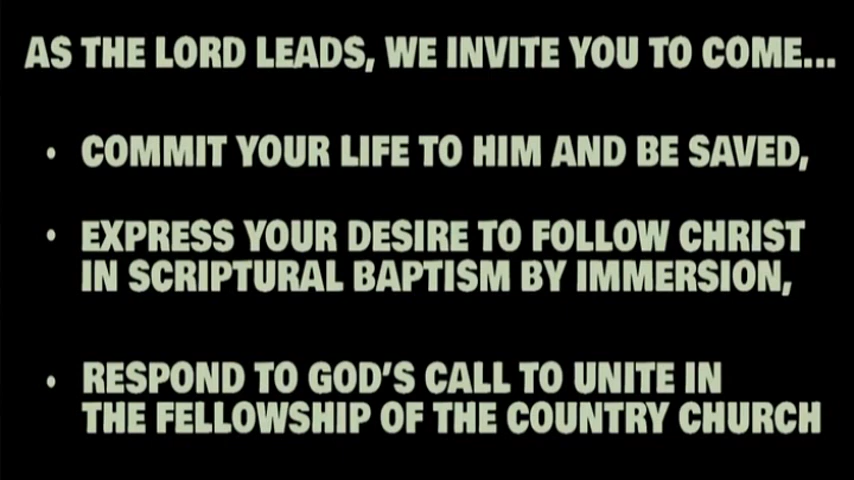 AS THE LORD LEADS, WE INVITE YOU TO COME...
• COMMIT YOUR LIFE TO HIM AND BE SAVED,
• EXPRESS YOUR DESIRE TO FOLLOW CHRIST
IN SCRIPTURAL BAPTISM BY IMMERSION,
• RESPOND TO GOD'S CALL TO UNITE IN
THE FELLOWSHIP OF THE COUNTRY CHURCH